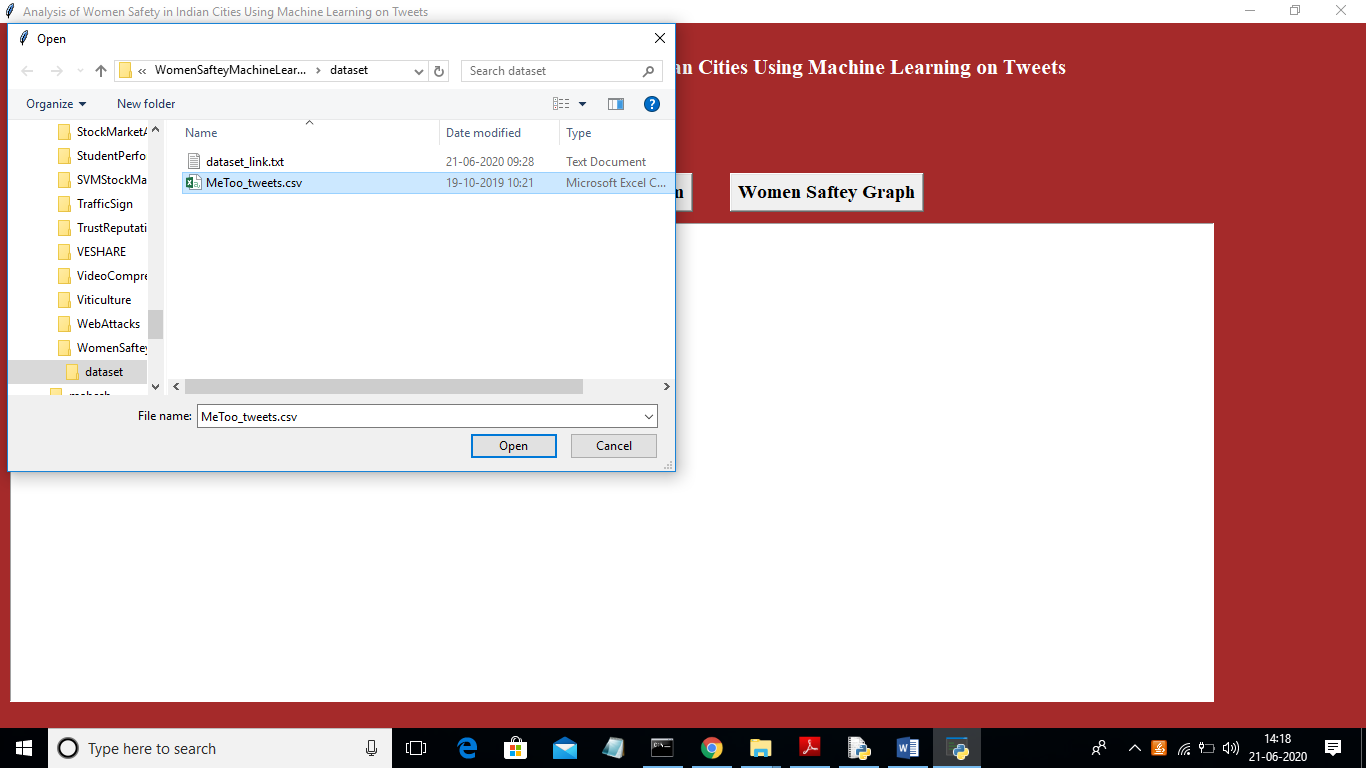 Analysis of Women Safety in Indian Cities Using Machine Learning on Tweets
Open
« WomenSafteyMachineLear... › dataset
Search dataset
an Cities Using Machine Learning on Tweets
Organize
New folder
Name
Date modified
Type
dataset_link.txt
21-06-2020 09:28
Text Document
MeToo_tweets.csv
19-10-2019 10:21
Microsoft Excel C...
StockMarketA
StudentPerfo
SVMStockMa
TrafficSign
TrustReputati
VESHARE
VideoCompre
Viticulture
WebAttacks
WomenSaftey
dataset
m
Women Saftey Graph
File name:
MeToo_tweets.csv
Open
Cancel
Type here to search
14:18
21-06-2020